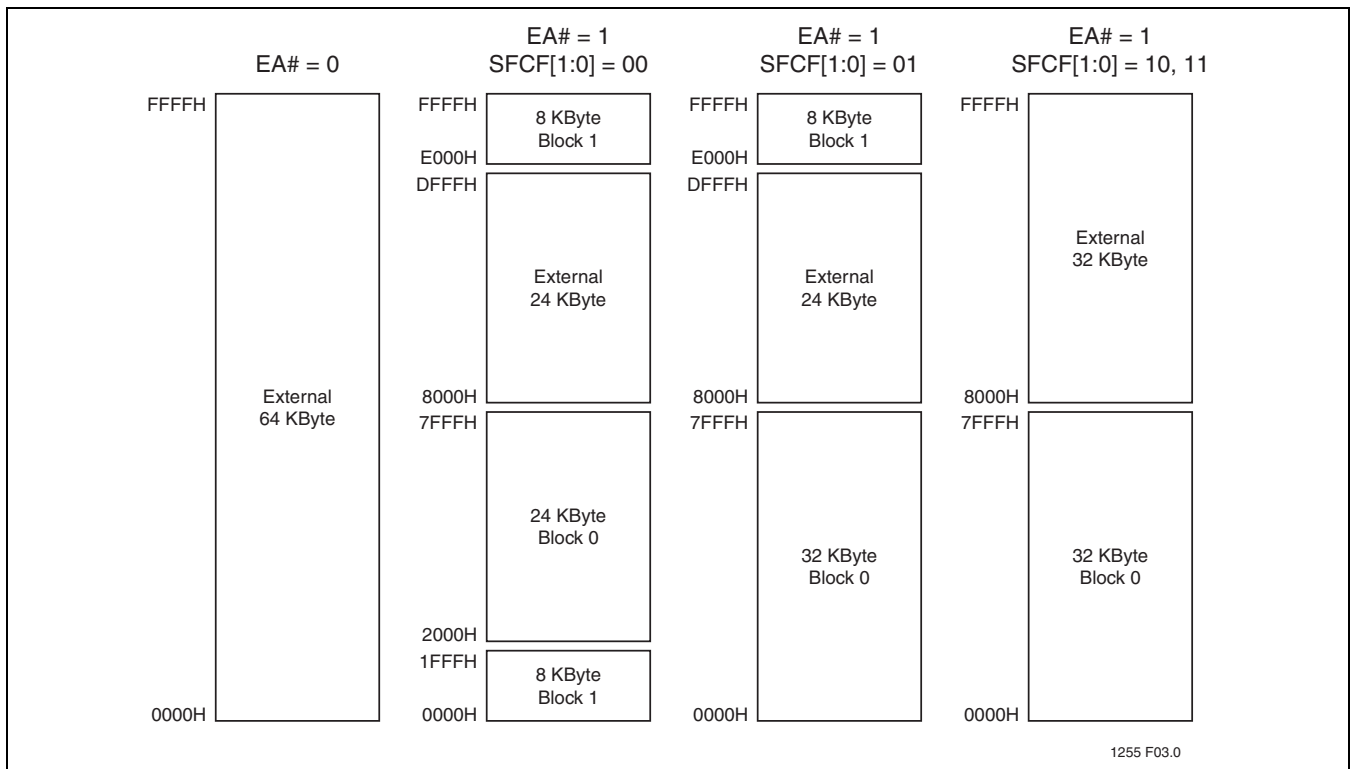 EA# = 0
FFFFH
External
64 KByte
0000H
EA# = 1
SFCF[1:0] = 00
FFFFH
8 KByte
Block 1
E000H
DFFFH
External
24 KByte
8000H
7FFFH
24 KByte
Block 0
2000H
1FFFH
8 KByte
Block 1
0000H
EA# = 1
SFCF[1:0] = 01
FFFFH
8 KByte
Block 1
E000H
DFFFH
External
24 KByte
8000H
7FFFH
32 KByte
Block 0
0000H
EA# = 1
SFCF[1:0] = 10, 11
FFFFH
External
32 KByte
8000H
7FFFH
32 KByte
Block 0
0000H
1255 F03.0